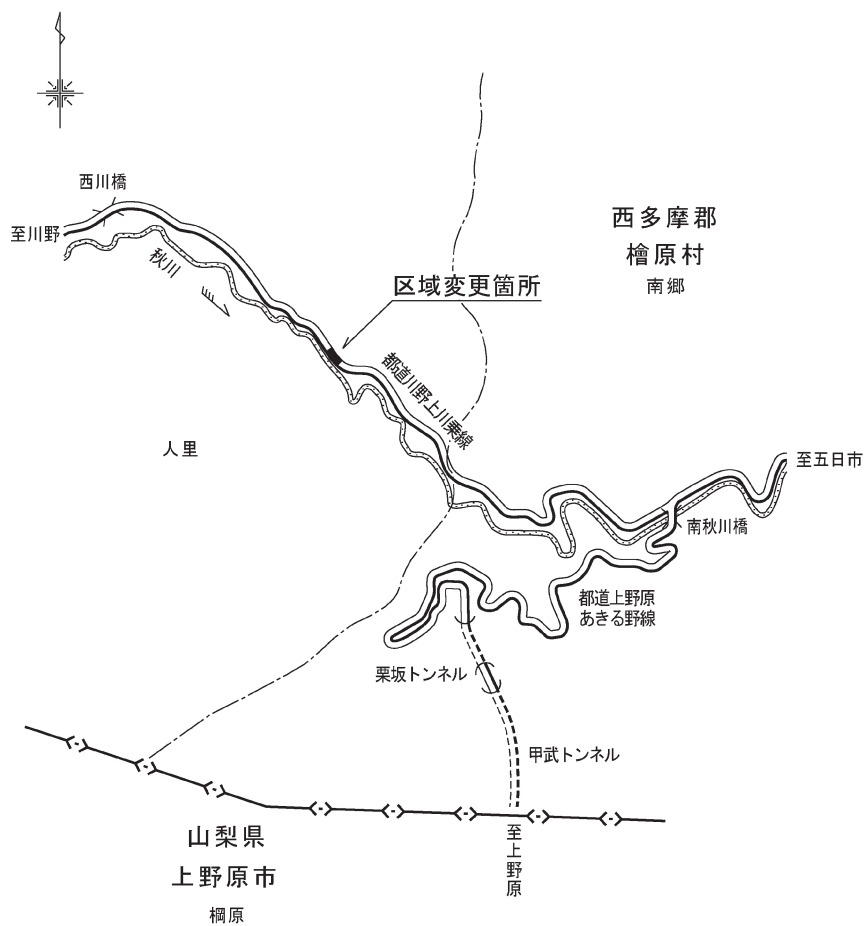 西川橋
至川野
秋川
西多摩郡
檜原村
南郷
区域変更箇所
都道川野上川乗線
人里
至五日市
南秋川橋
都道上野原
あきる野線
栗坂トンネル
甲武トンネル
至上野原
山梨県
上野原市
棡原